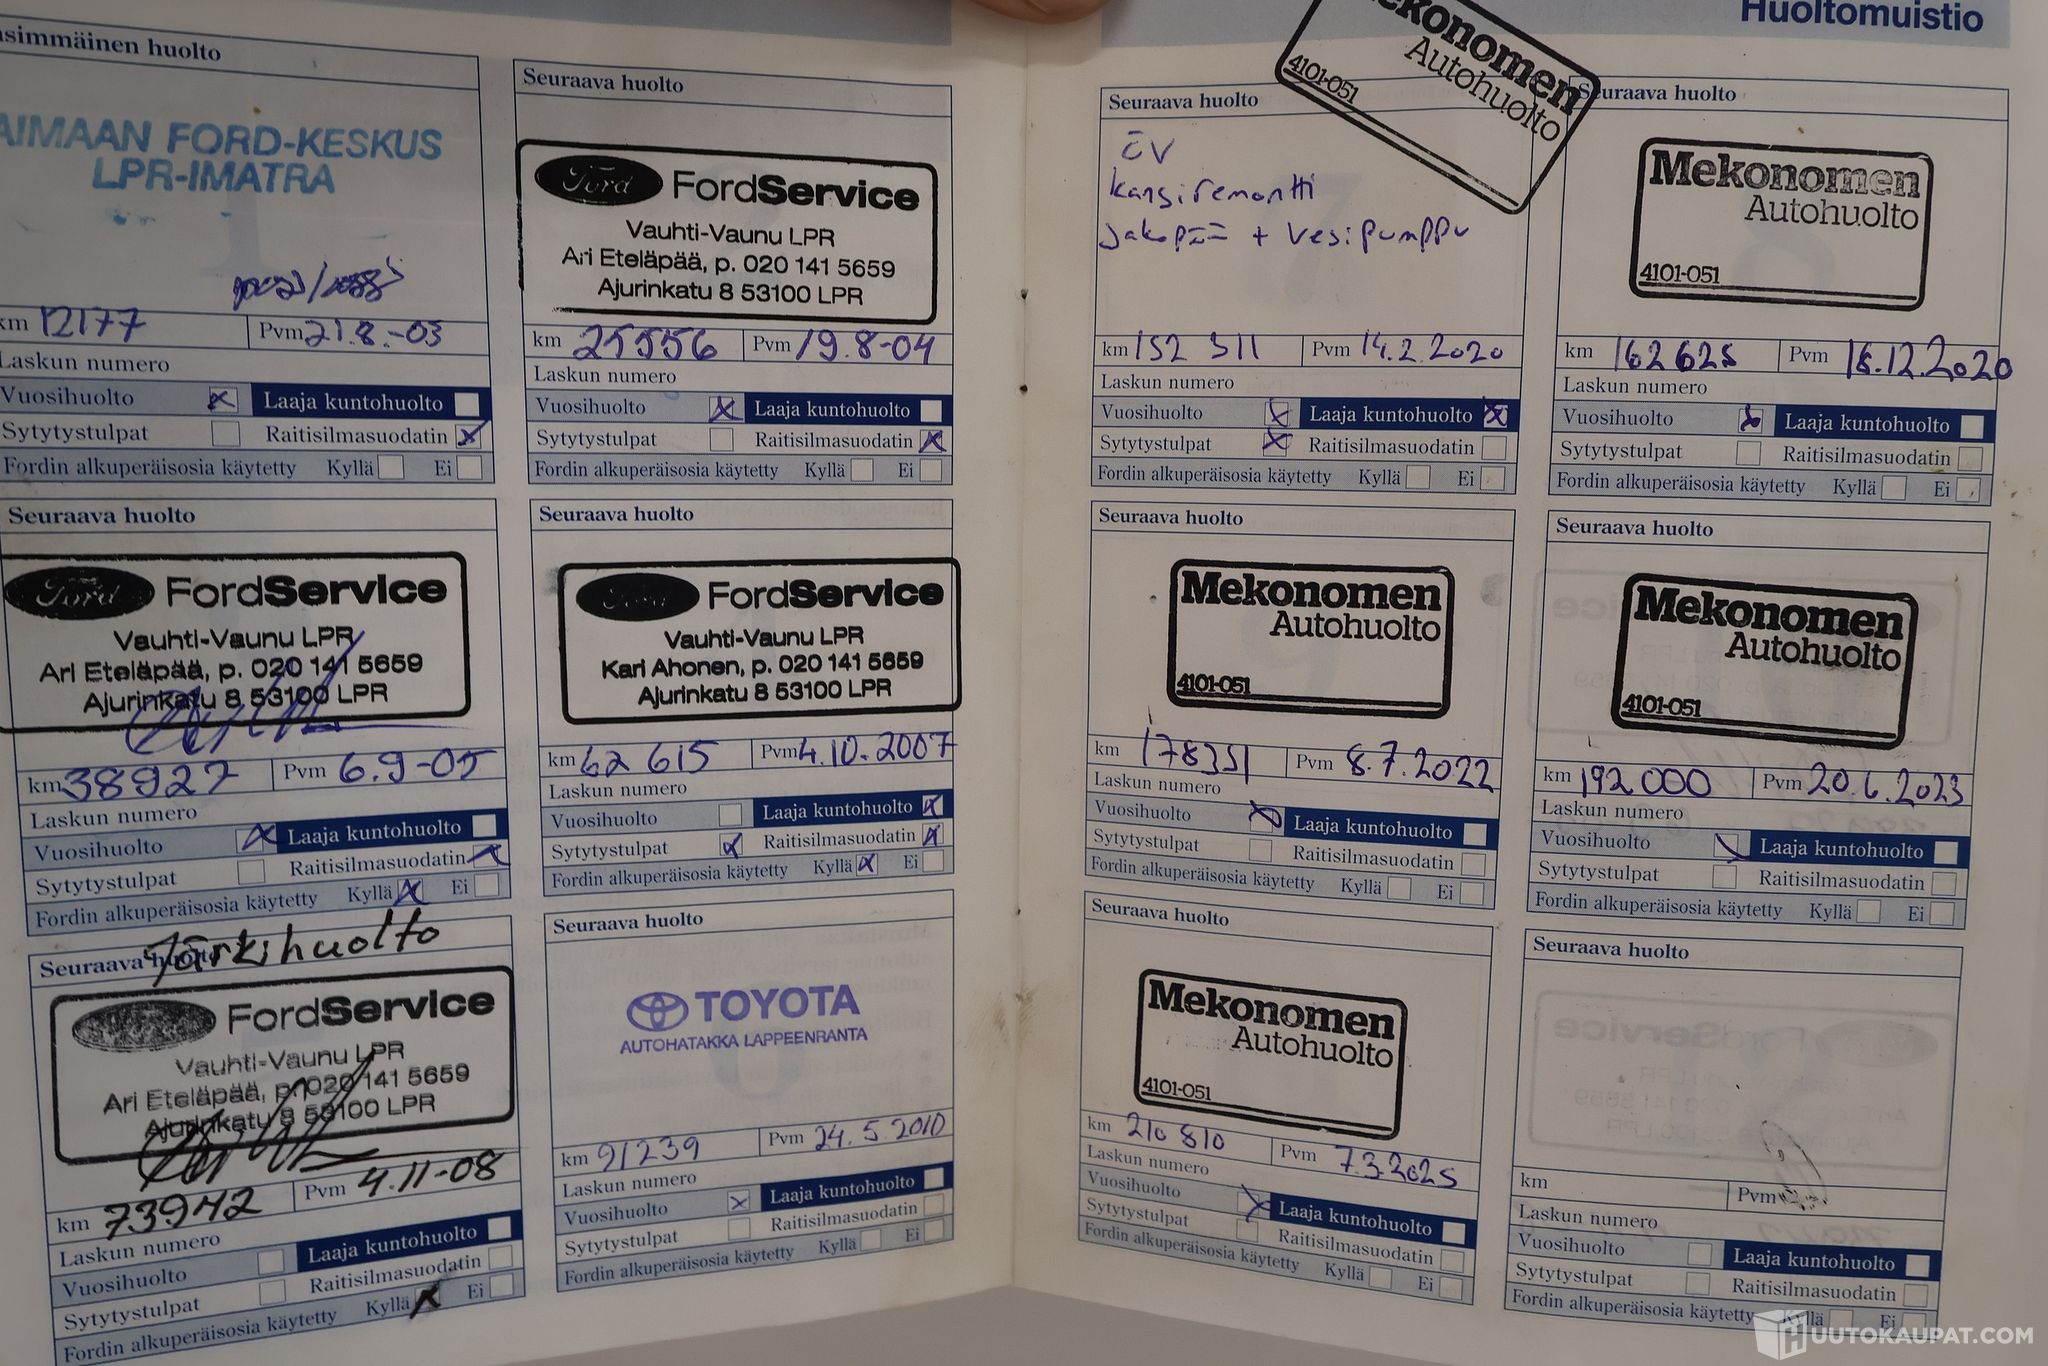 Huoltomuistio
simmäinen huolto
AIMAAN FORD-KESKUS
LPR-IMATRA
km 12177 Pvm 21.8.-03
Laskun numero
Vuosihuolto x Laaja kuntohuolto
Sytytystulpat Raitisilmasuodatin x
Fordin alkuperäisosia käytetty Kyllä Ei
Seuraava huolto
Ford FordService
Vauhti-Vaunu LPR
Ari Eteläpää, p. 020 141 5659
Ajurinkatu 8 53100 LPR
km 25556 Pvm 19.8-04
Laskun numero
Vuosihuolto x Laaja kuntohuolto
Sytytystulpat Raitisilmasuodatin x
Fordin alkuperäisosia käytetty Kyllä Ei
Seuraava huolto
Ford FordService
Vauhti-Vaunu LPR
Ari Eteläpää, p. 020 141 5659
Ajurinkatu 8 53100 LPR
km 38927 Pvm 6.9-05
Laskun numero
Vuosihuolto x Laaja kuntohuolto
Sytytystulpat Raitisilmasuodatin x
Fordin alkuperäisosia käytetty Kyllä x Ei
Seuraava huolto
Ford FordService
Vauhti-Vaunu LPR
Kari Ahonen, p. 020 141 5659
Ajurinkatu 8 53100 LPR
km 62 615 Pvm 4.10.2007
Laskun numero
Vuosihuolto Laaja kuntohuolto x
Sytytystulpat x Raitisilmasuodatin x
Fordin alkuperäisosia käytetty Kyllä x Ei
Järkihuolto
Seuraava huolto
FordService
Vauhti-Vaunu LPR
Ari Eteläpää, p. 020 141 5659
Ajurinkatu 8 53100 LPR
km 73942 Pvm 4.11-08
Laskun numero
Vuosihuolto Laaja kuntohuolto
Sytytystulpat Raitisilmasuodatin
Fordin alkuperäisosia käytetty Kyllä x Ei
Seuraava huolto
TOYOTA
AUTOHATAKKA LAPPEENRANTA
km 91239 Pvm 24.5.2010
Laskun numero
Vuosihuolto x Laaja kuntohuolto
Sytytystulpat Raitisilmasuodatin
Fordin alkuperäisosia käytetty Kyllä Ei
Seuraava huolto
ekonomen
Autohuolto
4101-051
kansiremontti
jakopää + vesipumppu
km 152 311 Pvm 14.2.2020
Laskun numero
Vuosihuolto x Laaja kuntohuolto x
Sytytystulpat x Raitisilmasuodatin
Fordin alkuperäisosia käytetty Kyllä Ei
Seuraava huolto
Mekonomen
Autohuolto
4101-051
km 162 625 Pvm 18.12.2020
Laskun numero
Vuosihuolto x Laaja kuntohuolto
Sytytystulpat Raitisilmasuodatin
Fordin alkuperäisosia käytetty Kyllä Ei
Seuraava huolto
Mekonomen
Autohuolto
4101-051
km 178351 Pvm 8.7.2022
Laskun numero
Vuosihuolto x Laaja kuntohuolto
Sytytystulpat Raitisilmasuodatin
Fordin alkuperäisosia käytetty Kyllä Ei
Seuraava huolto
Mekonomen
Autohuolto
4101-051
km 192 000 Pvm 20.6.2023
Laskun numero
Vuosihuolto Laaja kuntohuolto
Sytytystulpat Raitisilmasuodatin
Fordin alkuperäisosia käytetty Kyllä Ei
Seuraava huolto
Mekonomen
Autohuolto
4101-051
km 210 810 Pvm 7.3.2025
Laskun numero
Vuosihuolto x Laaja kuntohuolto
Sytytystulpat Raitisilmasuodatin
Fordin alkuperäisosia käytetty Kyllä Ei
Seuraava huolto
km Pvm
Laskun numero
Vuosihuolto Laaja kuntohuolto
Sytytystulpat Raitisilmasuodatin
Fordin alkuperäisosia käytetty Kyllä Ei
HUUTOKAUPAT.COM